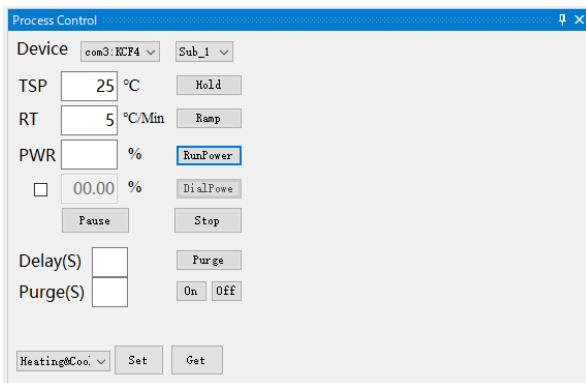 Process Control
Device com3:KCF4 Sub_1
TSP 25 °C Hold
RT 5 °C/Min Ramp
PWR % RunPower
00.00 % DialPowe
Pause Stop
Delay(S) Purge
Purge(S) On Off
Heating&Coo Set Get